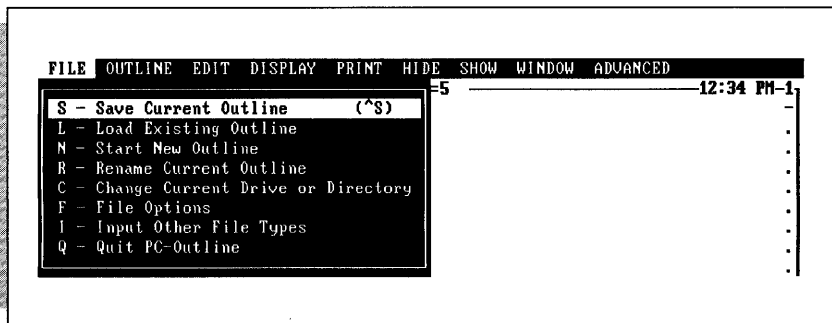 FILE OUTLINE EDIT DISPLAY PRINT HIDE SHOW WINDOW ADVANCED
=5 12:34 PM-1
S - Save Current Outline (^S)
L - Load Existing Outline
N - Start New Outline
R - Rename Current Outline
C - Change Current Drive or Directory
F - File Options
I - Input Other File Types
Q - Quit PC-Outline